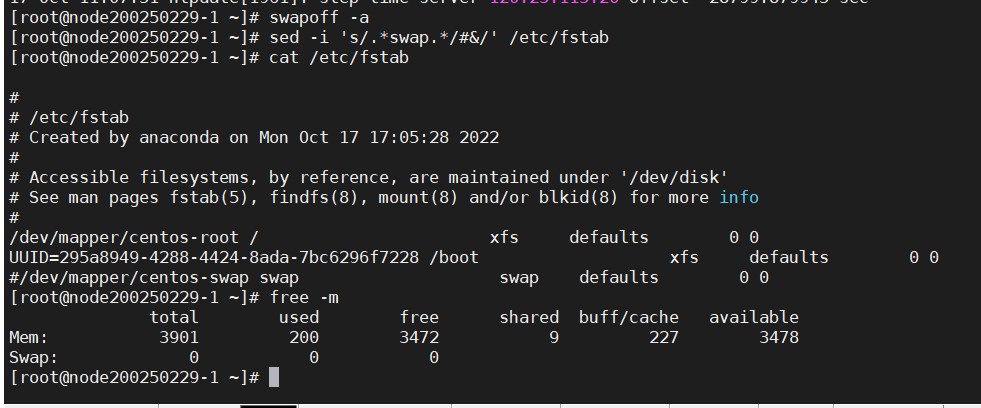 [root@node200250229-1 ~]# swapoff -a
[root@node200250229-1 ~]# sed -i 's/.*swap.*/#&/' /etc/fstab
[root@node200250229-1 ~]# cat /etc/fstab
#
# /etc/fstab
# Created by anaconda on Mon Oct 17 17:05:28 2022
#
# Accessible filesystems, by reference, are maintained under '/dev/disk'
# See man pages fstab(5), findfs(8), mount(8) and/or blkid(8) for more info
#
/dev/mapper/centos-root / xfs defaults 0 0
UUID=295a8949-4288-4424-8ada-7bc6296f7228 /boot xfs defaults 0 0
#/dev/mapper/centos-swap swap swap defaults 0 0
[root@node200250229-1 ~]# free -m
total used free shared buff/cache available
Mem: 3901 200 3472 9 227 3478
Swap: 0 0 0
[root@node200250229-1 ~]#